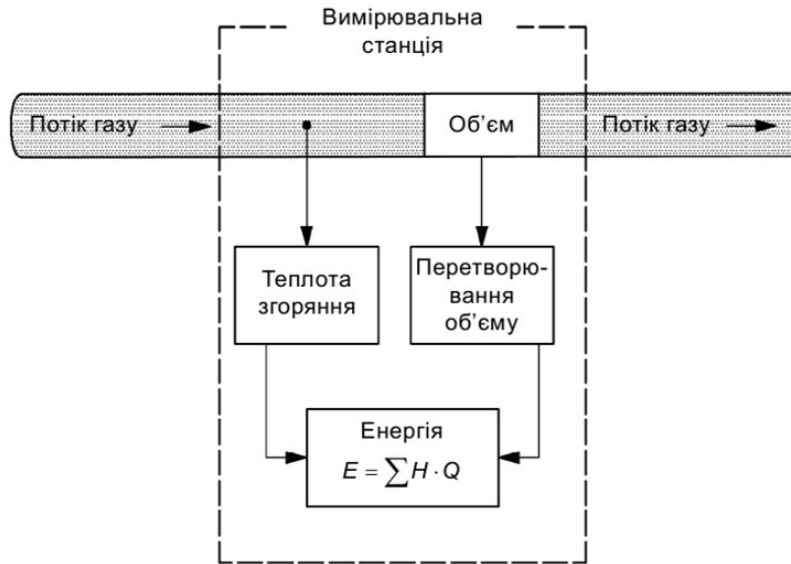 Вимірювальна
станція
Потік газу
Об’єм
Потік газу
Теплота
згоряння
Перетворю-
вання
об’єму
Енергія
E = ∑ H · Q